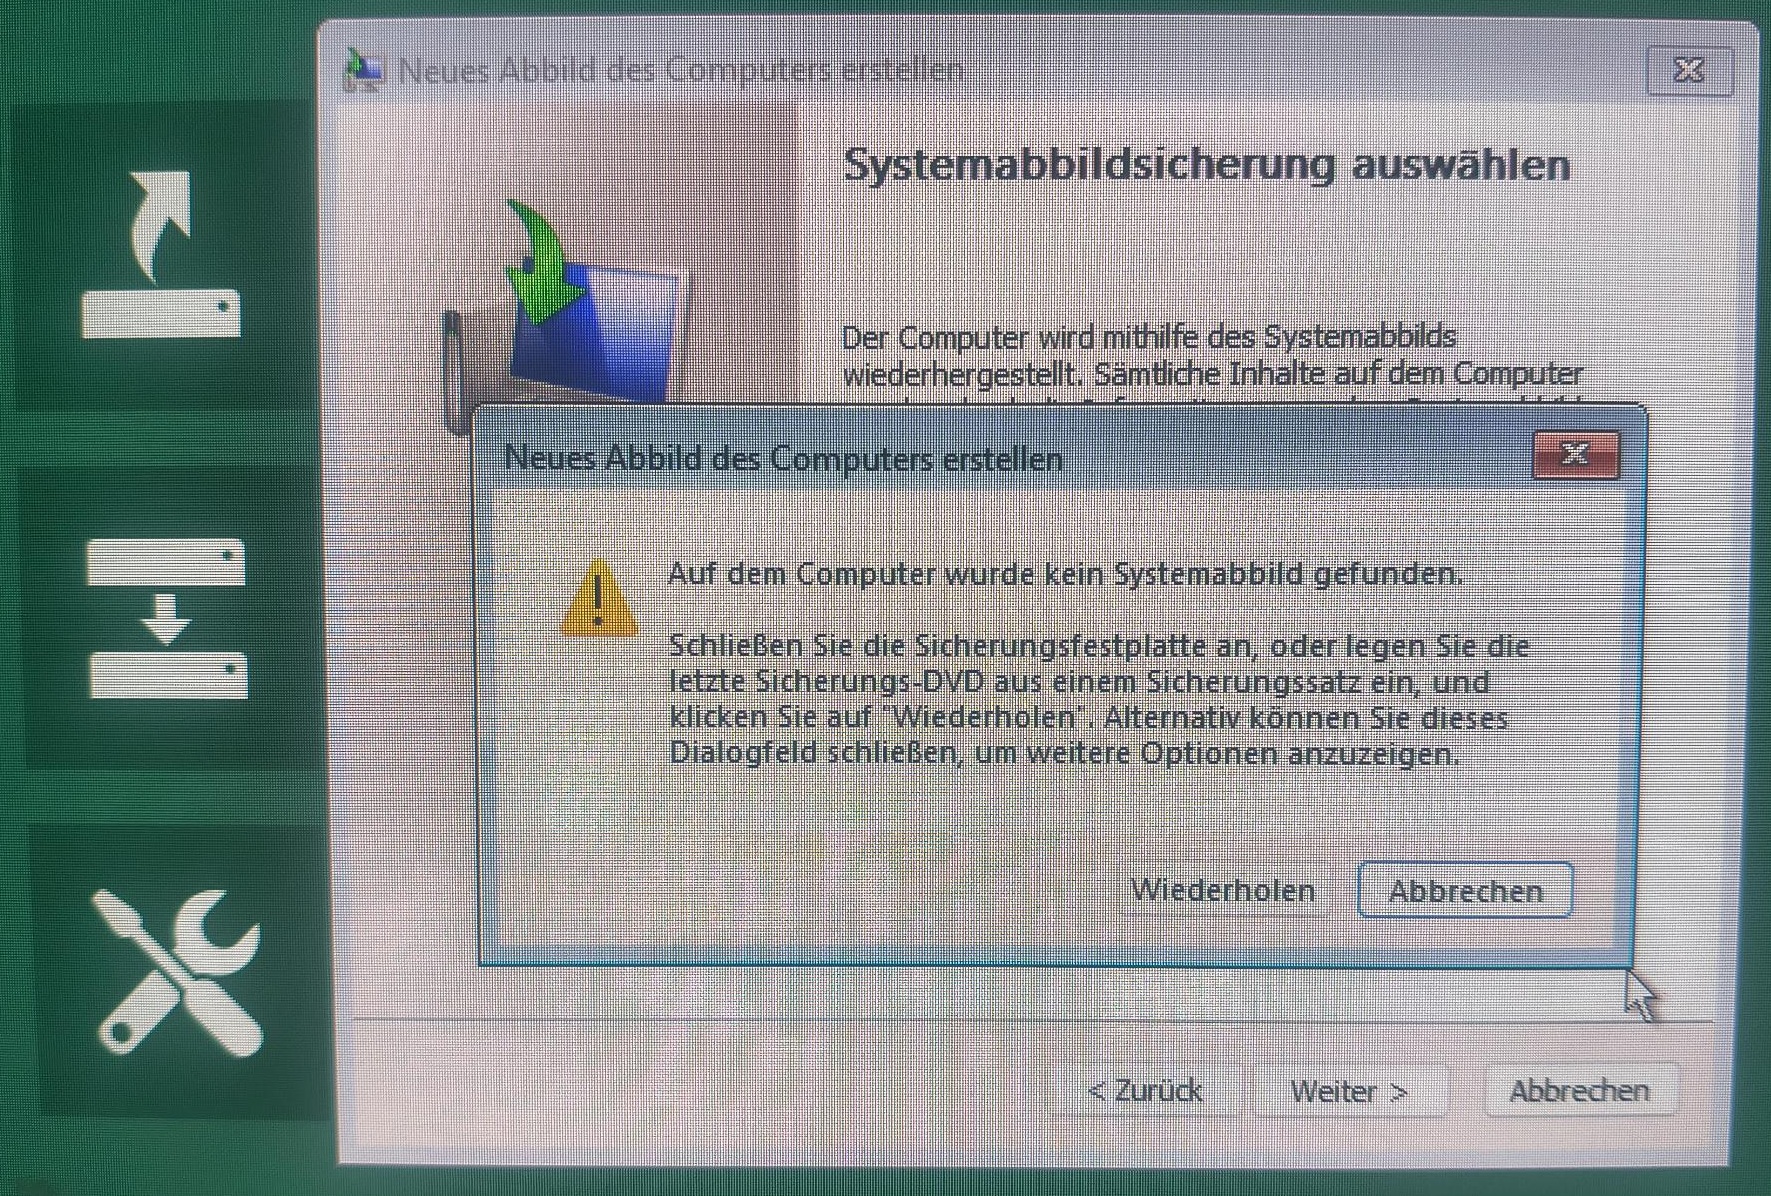 Neues Abbild des Computers erstellen
Systemabbildsicherung auswählen
Der Computer wird mithilfe des Systemabbilds
wiederhergestellt. Sämtliche Inhalte auf dem Computer
Neues Abbild des Computers erstellen
Auf dem Computer wurde kein Systemabbild gefunden.
Schließen Sie die Sicherungsfestplatte an, oder legen Sie die
letzte Sicherungs-DVD aus einem Sicherungssatz ein, und
klicken Sie auf "Wiederholen". Alternativ können Sie dieses
Dialogfeld schließen, um weitere Optionen anzuzeigen.
Wiederholen Abbrechen
< Zurück Weiter > Abbrechen